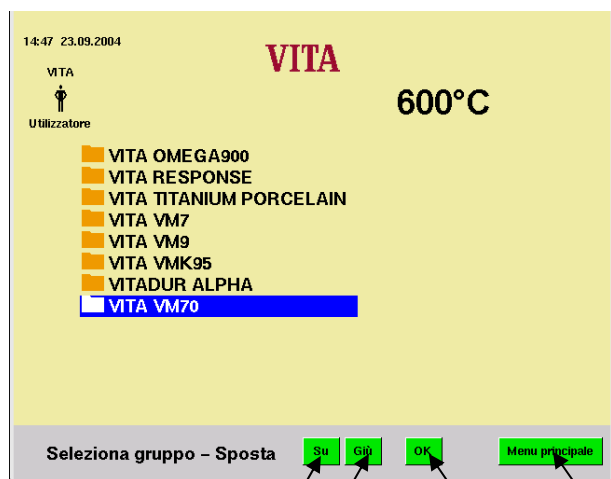 14:47 23.09.2004
VITA
VITA
600°C
Utilizzatore
VITA OMEGA900
VITA RESPONSE
VITA TITANIUM PORCELAIN
VITA VM7
VITA VM9
VITA VMK95
VITADUR ALPHA
VITA VM70
Seleziona gruppo – Sposta Su Giù OK Menu principale